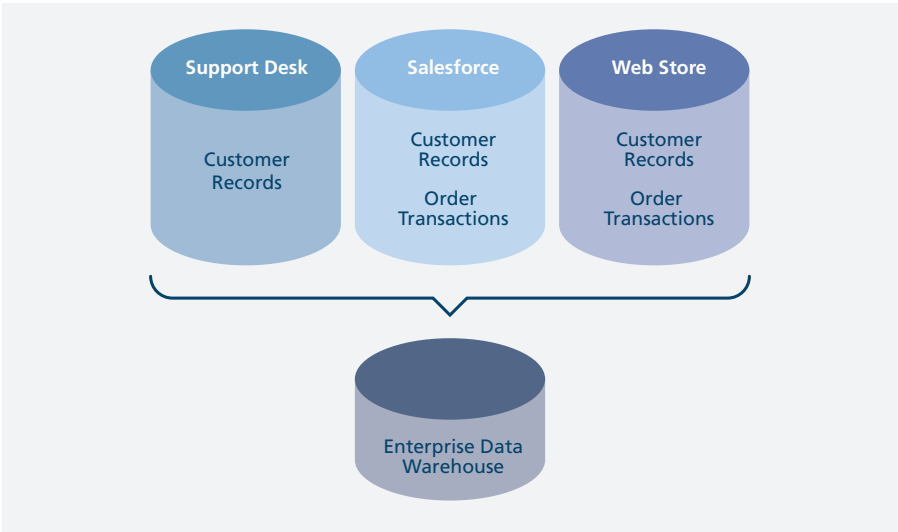 Support Desk
Salesforce
Web Store
Customer
Records
Customer
Records
Order
Transactions
Customer
Records
Order
Transactions
Enterprise Data
Warehouse